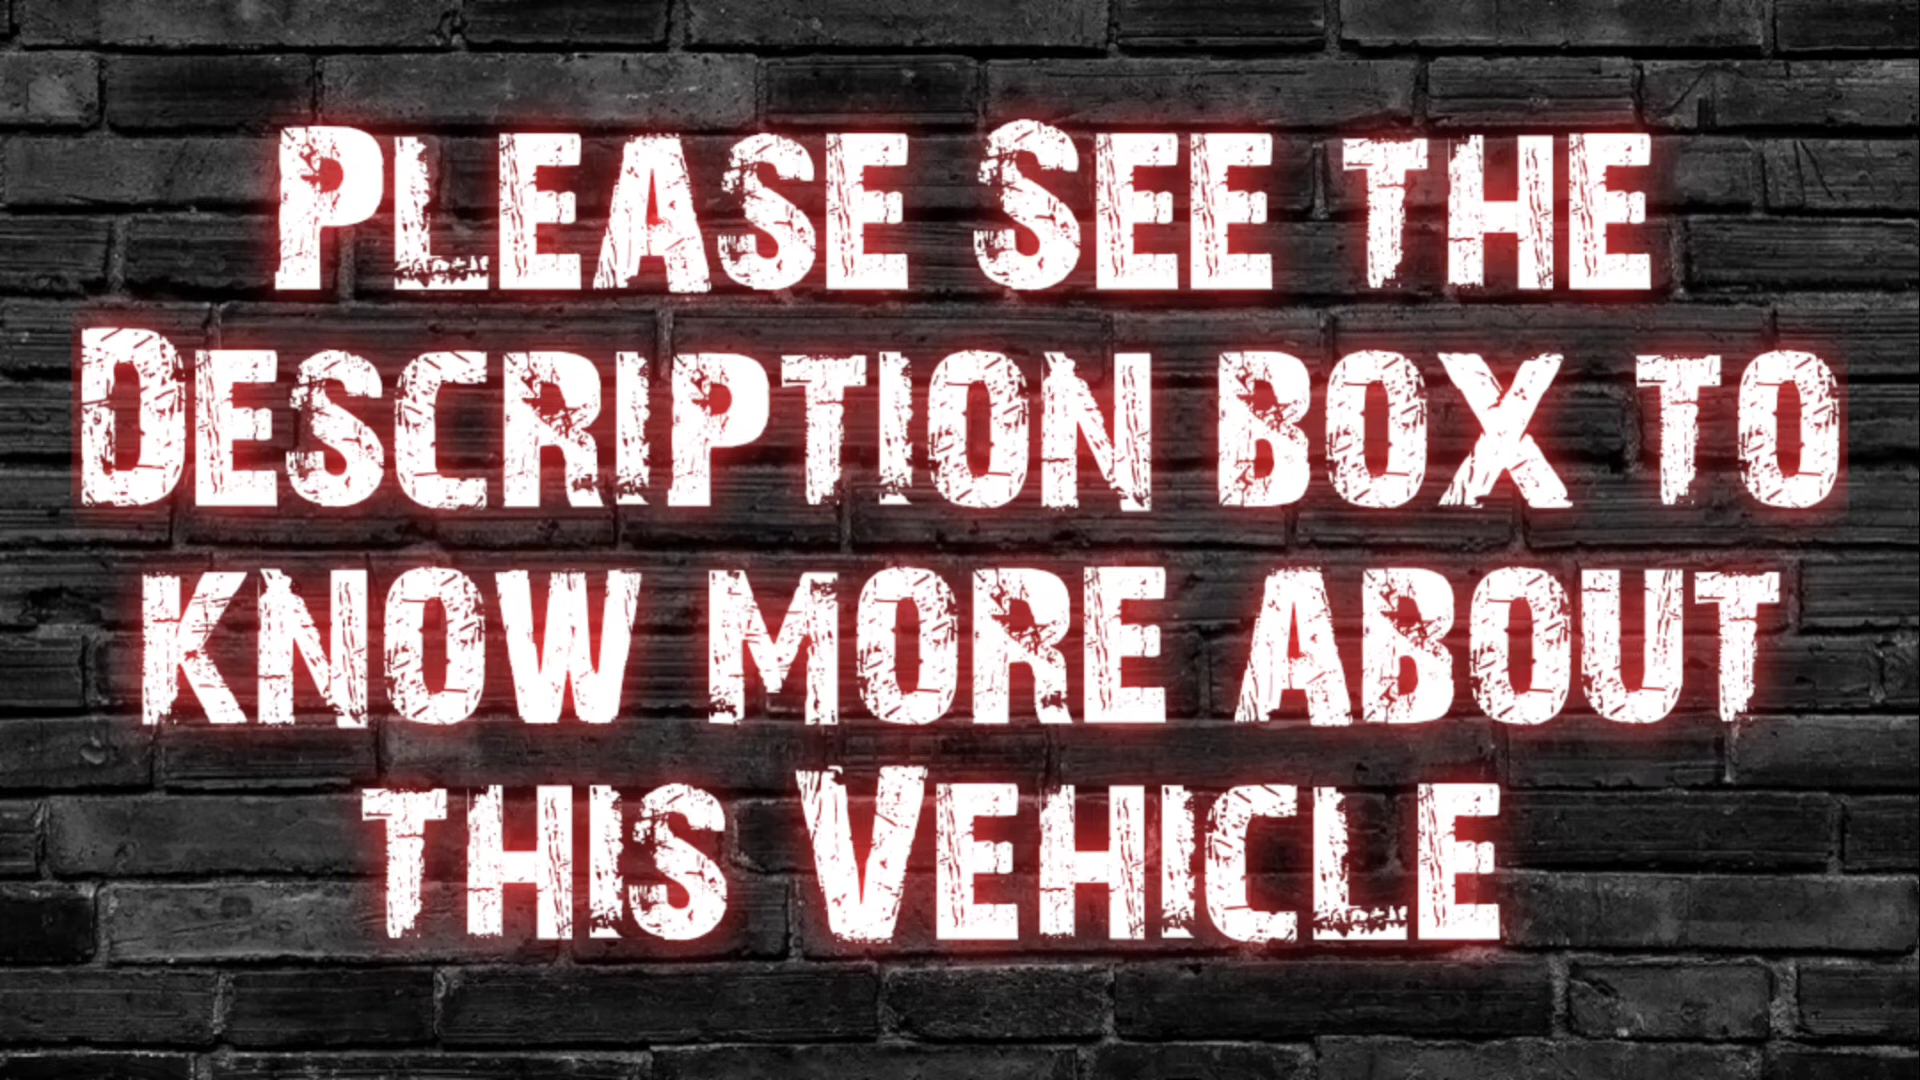 Please See the
Description box to
know more about
this Vehicle